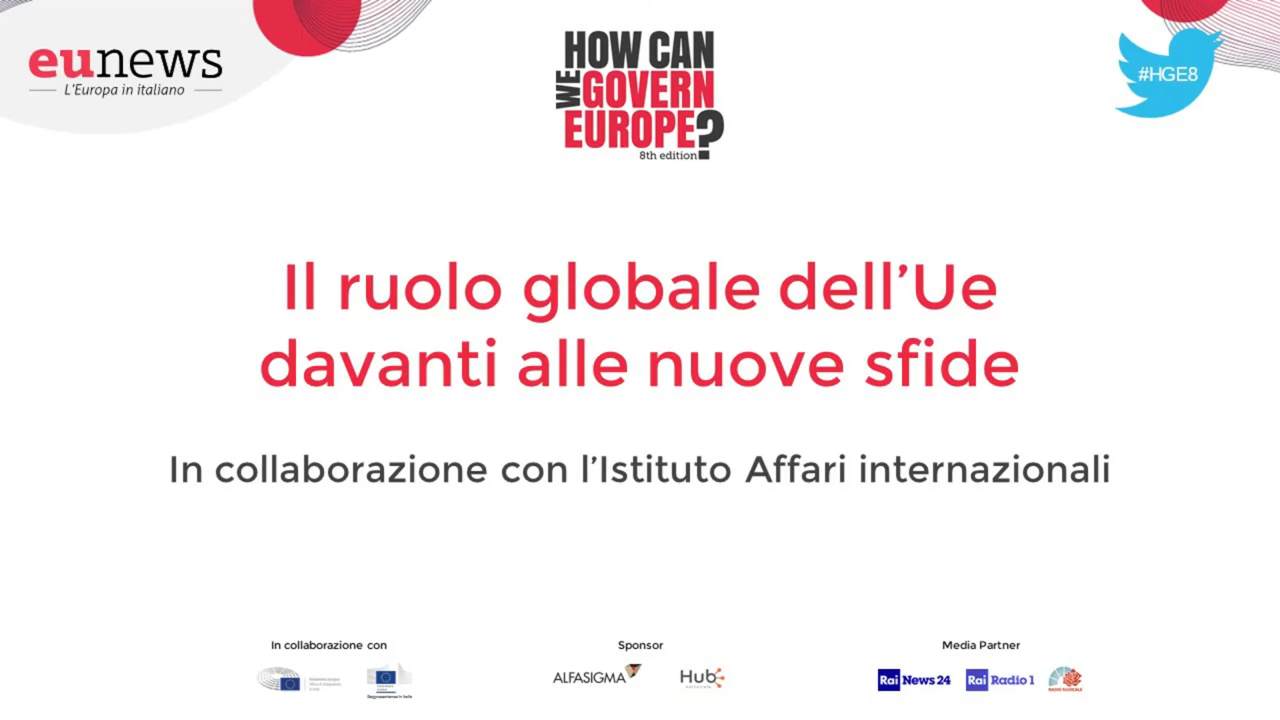 eunews
L'Europa in italiano
HOW CAN
WE GOVERN
EUROPE?
8th edition
#HGE8
Il ruolo globale dell’Ue
davanti alle nuove sfide
In collaborazione con l’Istituto Affari internazionali
In collaborazione con
Sponsor
Media Partner
ALFASIGMA
Hub
Rai News 24
Rai Radio 1
RADIO RADICALE